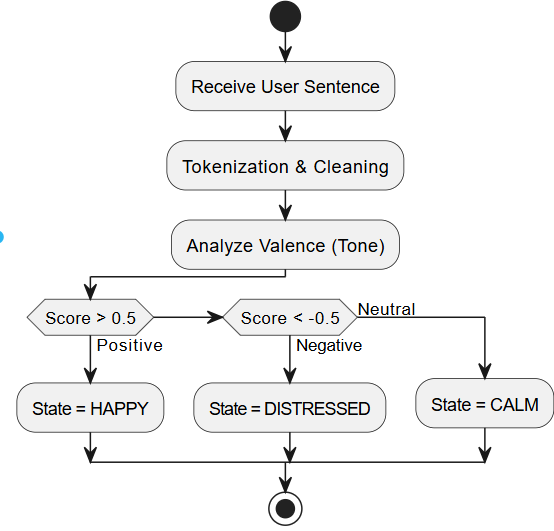 Receive User Sentence
Tokenization & Cleaning
Analyze Valence (Tone)
Score > 0.5
Score < -0.5
Neutral
Positive
Negative
State = HAPPY
State = DISTRESSED
State = CALM